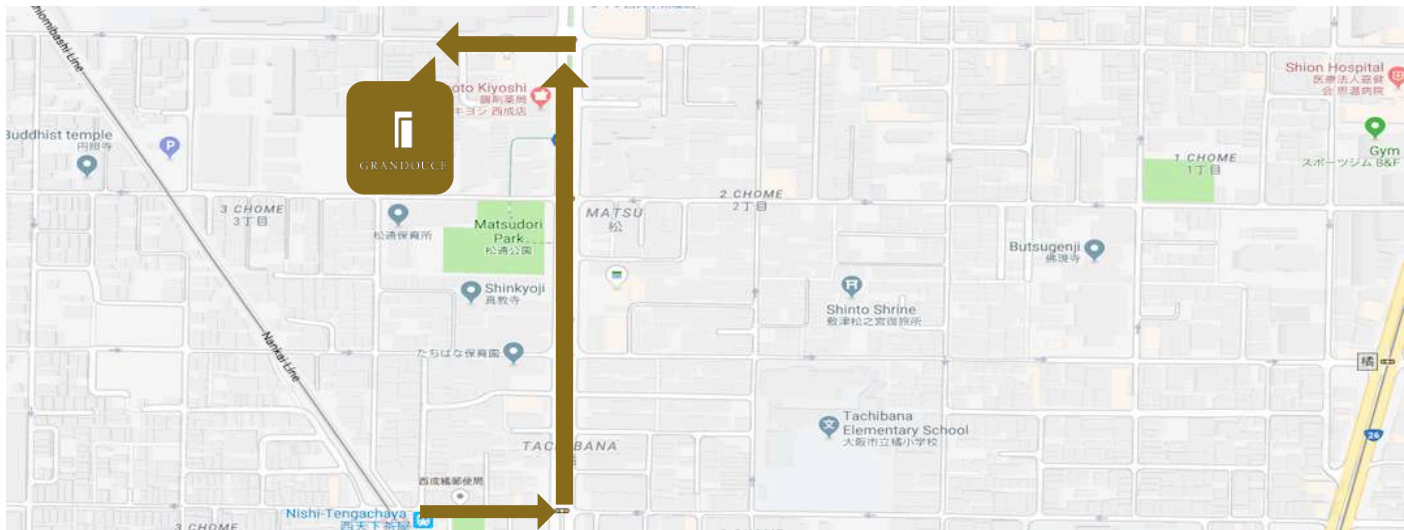 Shiomibashi Line
Shion Hospital
医療法人嘉健
会 思温病院
oto Kiyoshi
調剤薬局
キヨシ 西成店
GRANDOUCE
Buddhist temple
円照寺
P
Gym
スポーツジム B&F
1 CHOME
1丁目
2 CHOME
2丁目
3 CHOME
3丁目
松通保育所
Matsudori
Park
松通公園
MATSU
松
Butsugenji
佛現寺
Shinkyoji
真教寺
Shinto Shrine
敷津松之宮御旅所
Nankai Line
たちばな保育園
橘
Tachibana
Elementary School
大阪市立橘小学校
26
TACHIBANA
西成橘郵便局
Nishi-Tengachaya
西天下茶屋
3 CHOME